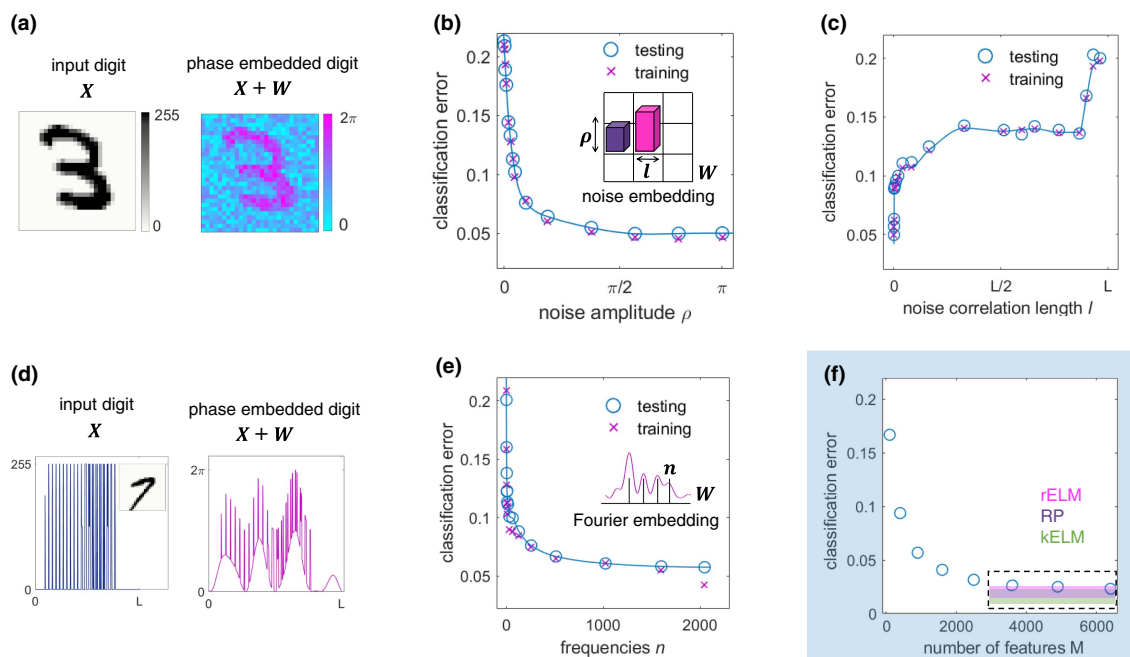 (a)
input digit
X
255
0
phase embedded digit
X + W
2π
0
(b)
classification error
0.2
0.15
0.1
0.05
testing
training
ρ
l
W
noise embedding
0
π/2
π
noise amplitude ρ
(c)
classification error
0.2
0.15
0.1
0.05
testing
training
0
L/2
L
noise correlation length l
(d)
input digit
X
255
0
0
L
phase embedded digit
X + W
2π
0
0
L
(e)
classification error
0.2
0.15
0.1
0.05
testing
training
n
W
Fourier embedding
0
1000
2000
frequencies n
(f)
classification error
0.2
0.15
0.1
0.05
0
rELM
RP
kELM
0
2000
4000
6000
number of features M